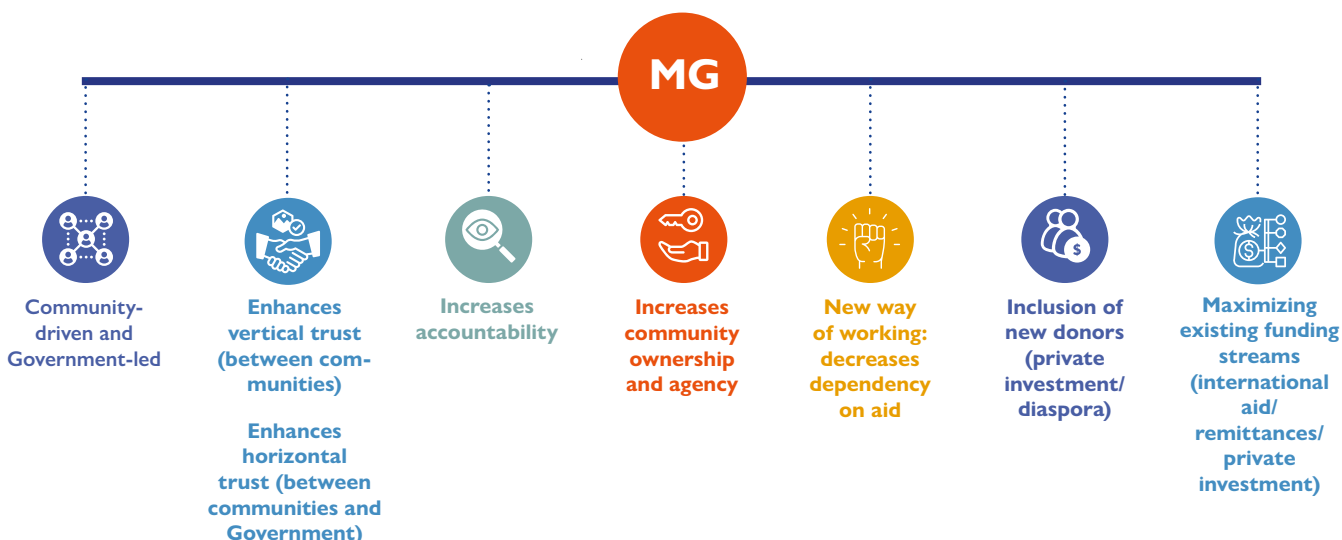 MG
Community-
driven and
Government-led
Enhances
vertical trust
(between com-
munities)
Enhances
horizontal
trust (between
communities and
Government)
Increases
accountability
Increases
community
ownership
and agency
New way
of working:
decreases
dependency
on aid
Inclusion of
new donors
(private
investment/
diaspora)
Maximizing
existing funding
streams
(international
aid/
remittances/
private
investment)